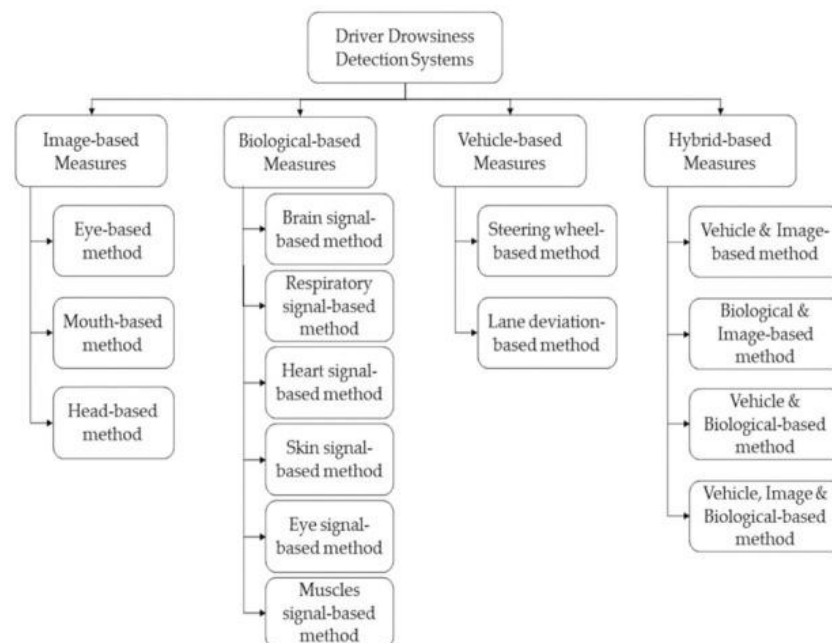 Driver Drowsiness
Detection Systems
Image-based
Measures
Eye-based
method
Mouth-based
method
Head-based
method
Biological-based
Measures
Brain signal-
based method
Respiratory
signal-based
method
Heart signal-
based method
Skin signal-
based method
Eye signal-
based method
Muscles
signal-based
method
Vehicle-based
Measures
Steering wheel-
based method
Lane deviation-
based method
Hybrid-based
Measures
Vehicle & Image-
based method
Biological &
Image-based
method
Vehicle &
Biological-based
method
Vehicle, Image &
Biological-based
method